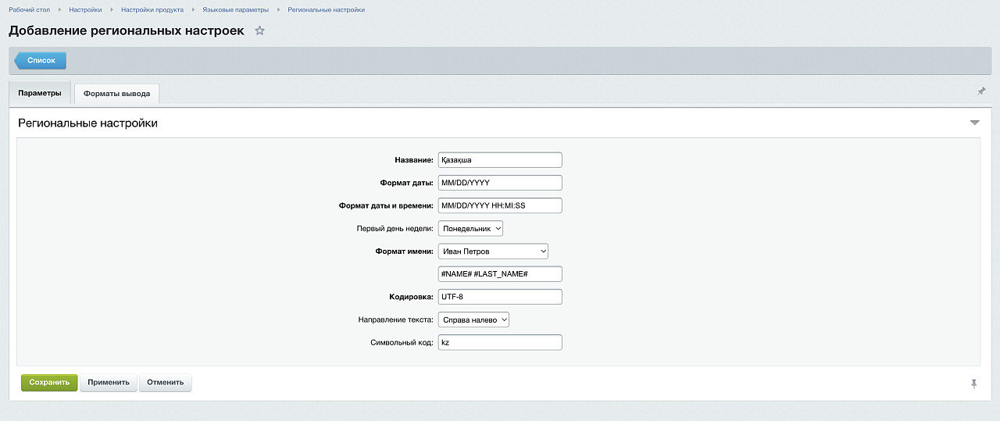 Рабочий стол Настройки Настройки продукта Языковые параметры Региональные настройки
Добавление региональных настроек
Список
Параметры Форматы вывода
Региональные настройки
Название: Қазақша
Формат даты: MM/DD/YYYY
Формат даты и времени: MM/DD/YYYY HH:MI:SS
Первый день недели: Понедельник
Формат имени: Иван Петров
#NAME# #LAST_NAME#
Кодировка: UTF-8
Направление текста: Справа налево
Символьный код: kz
Сохранить Применить Отменить